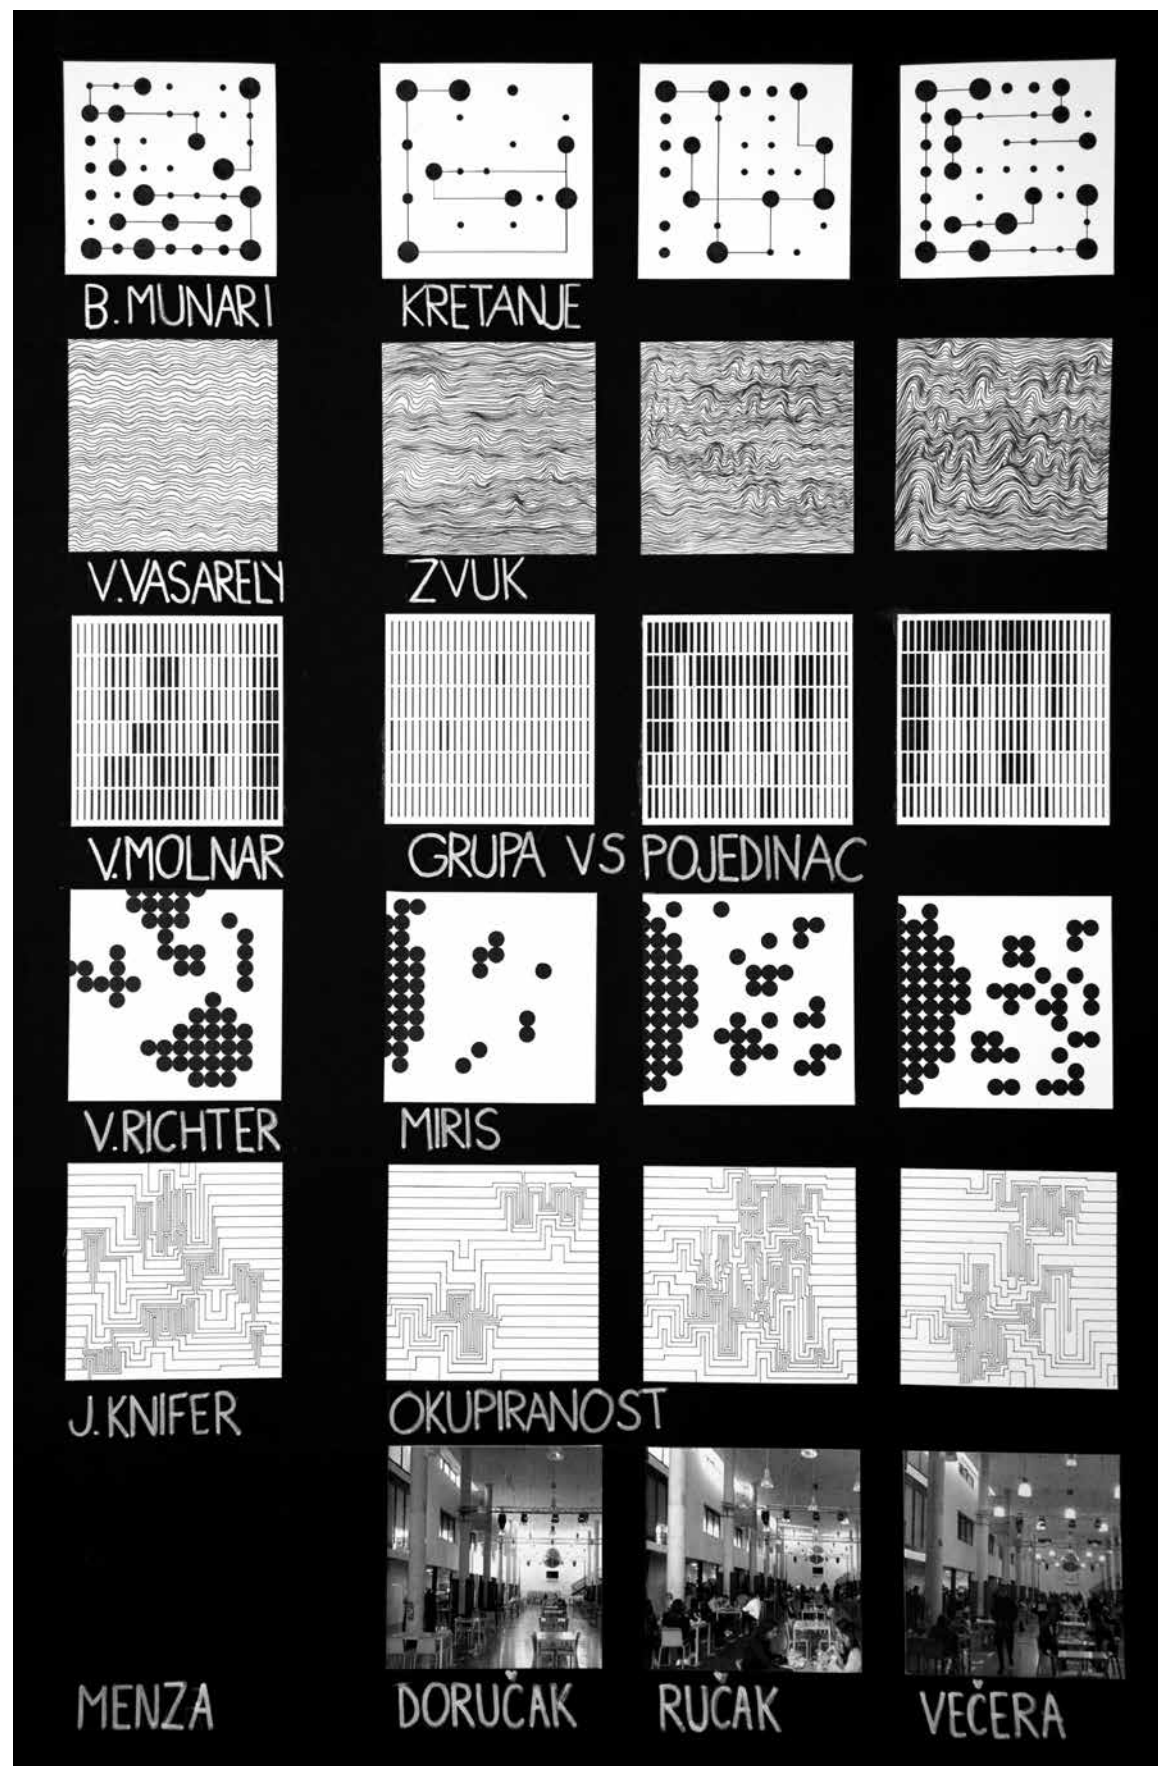 B. MUNARI KRETANJE
V. VASARELY ZVUK
V. MOLNAR GRUPA VS POJEDINAC
V. RICHTER MIRIS
J. KNIFER OKUPIRANOST
MENZA DORUČAK RUČAK VEČERA